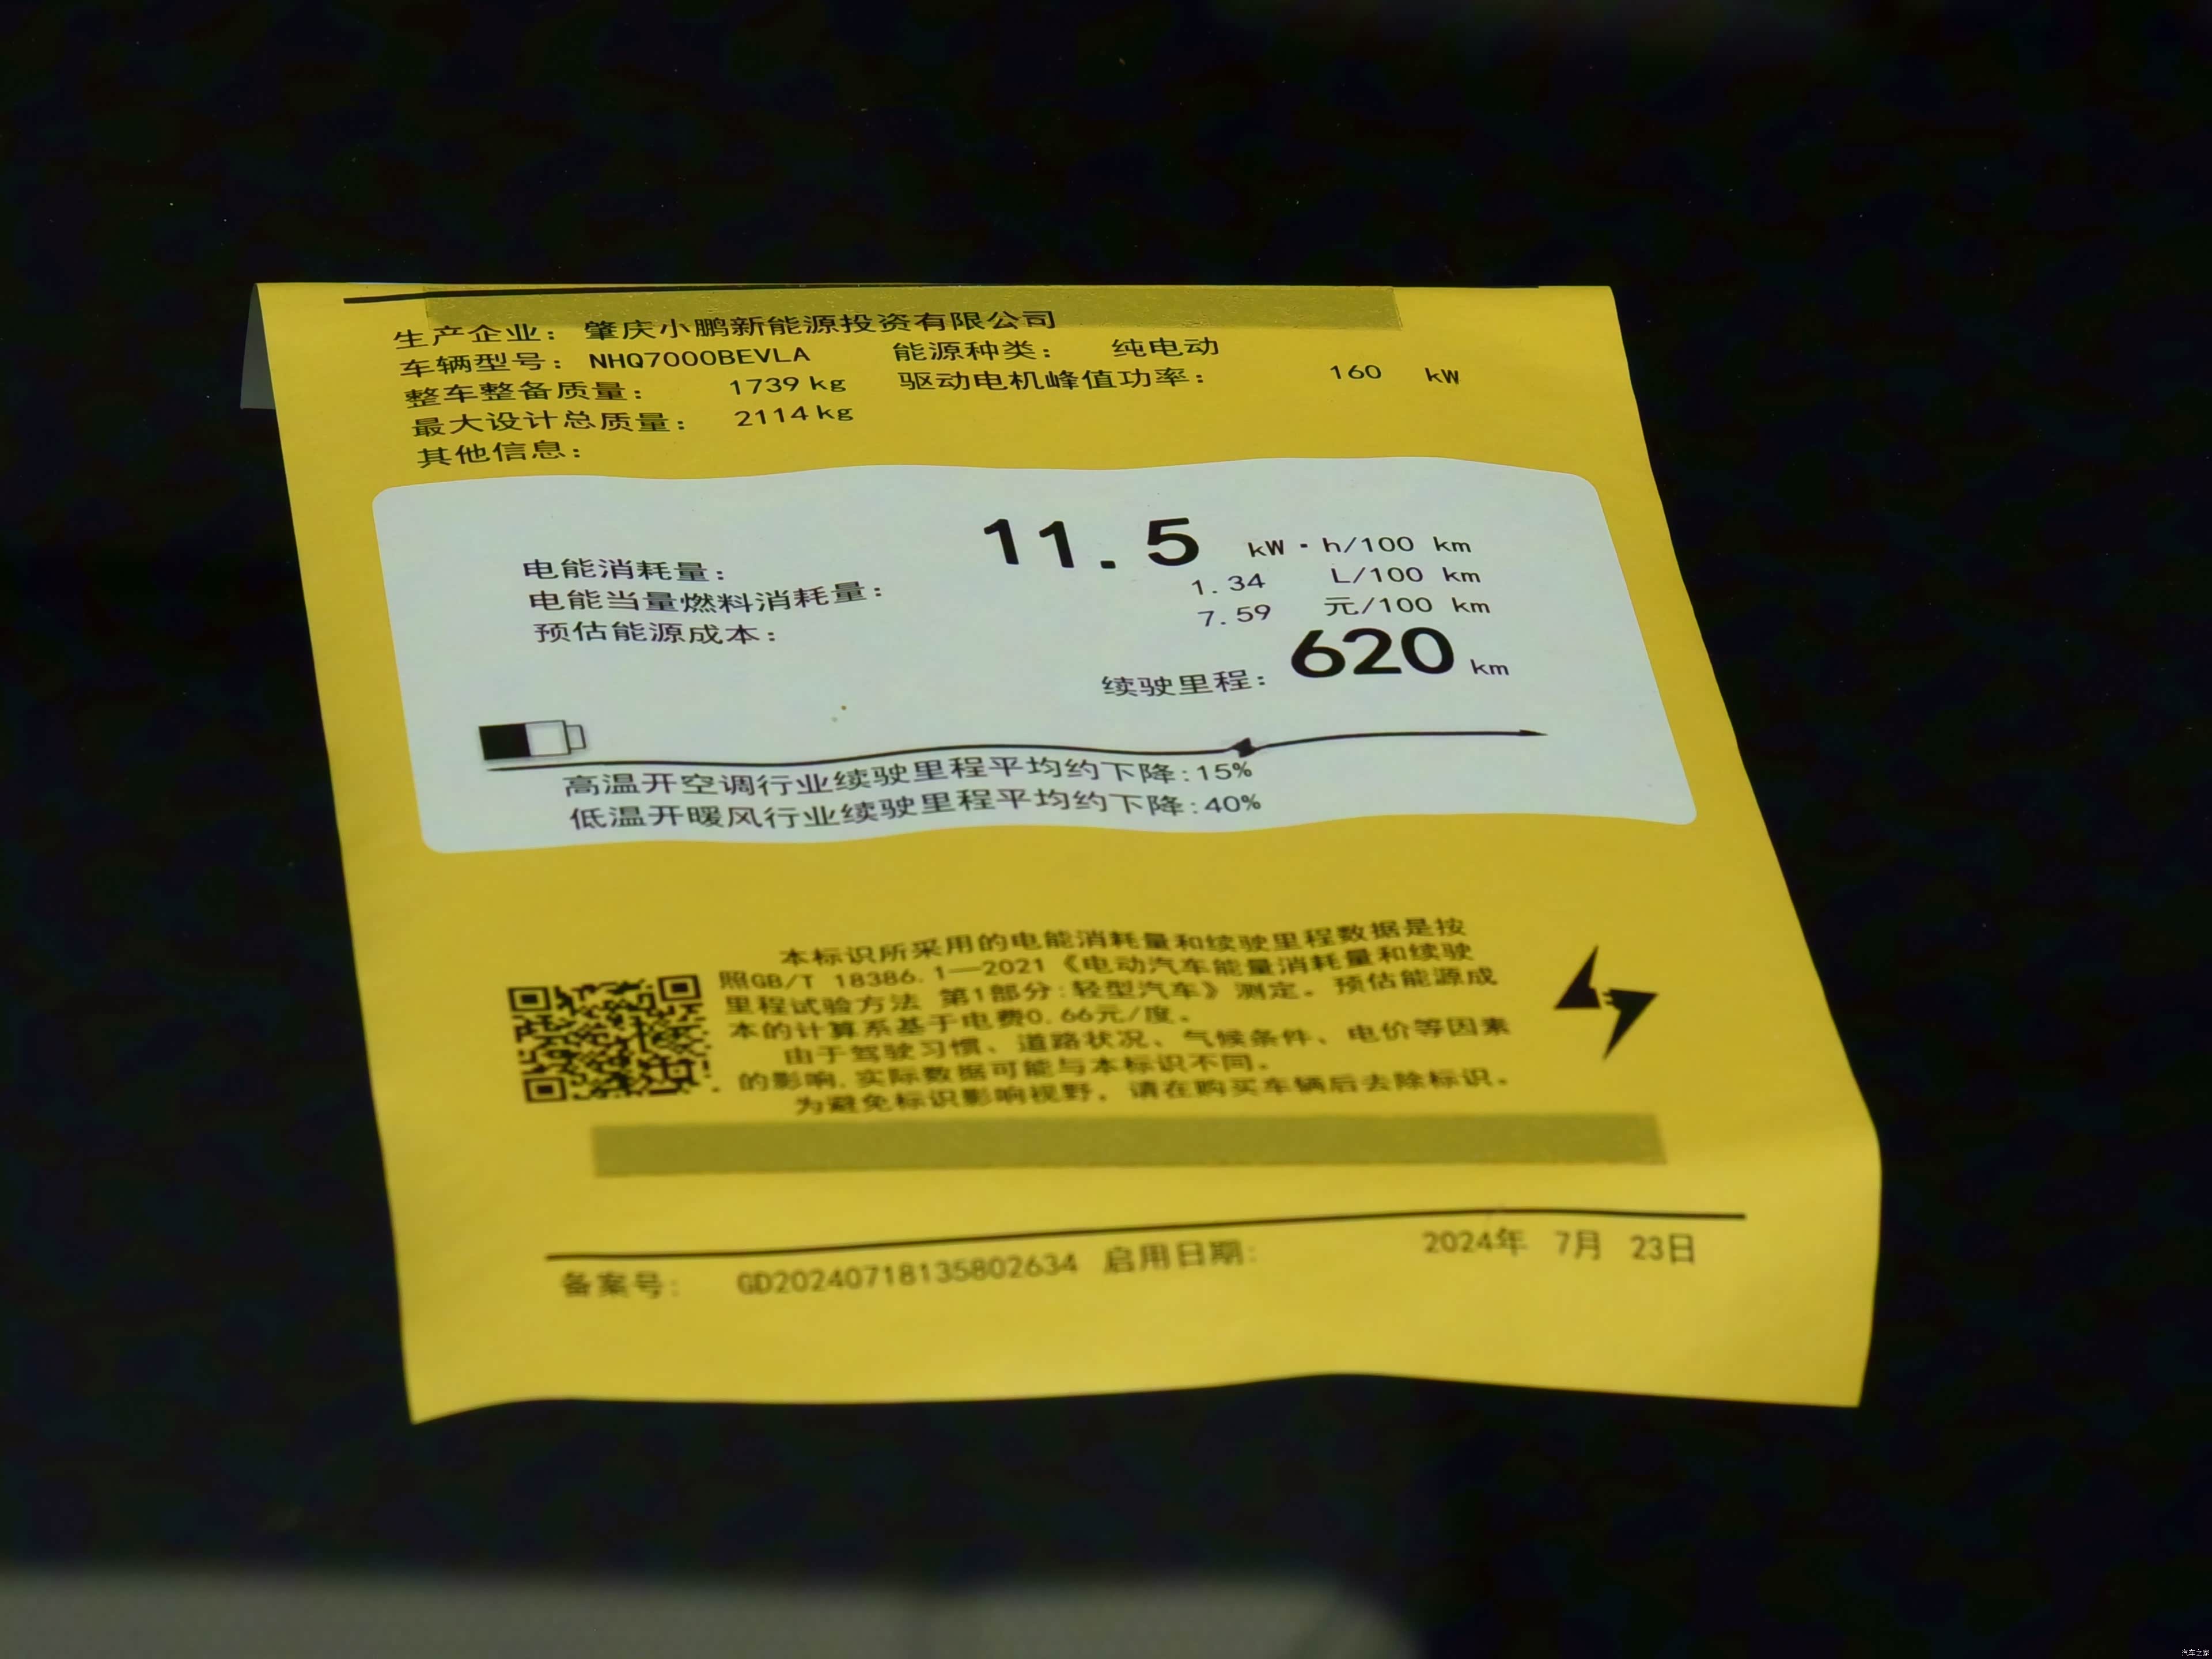 生产企业： 肇庆小鹏新能源投资有限公司
车辆型号： NHQ7000BEVLA 能源种类： 纯电动
整车整备质量： 1739 kg 驱动电机峰值功率： 160 kW
最大设计总质量： 2114 kg
其他信息：
电能消耗量： 11.5 kW·h/100 km
电能当量燃料消耗量： 1.34 L/100 km
预估能源成本： 7.59 元/100 km
续驶里程： 620 km
高温开空调行业续驶里程平均约下降:15%
低温开暖风行业续驶里程平均约下降:40%
本标识所采用的电能消耗量和续驶里程数据是按
照GB/T 18386.1—2021《电动汽车能量消耗量和续驶
里程试验方法 第1部分:轻型汽车》测定。预估能源成
本的计算系基于电费0.66元/度。
由于驾驶习惯、道路状况、气候条件、电价等因素
的影响,实际数据可能与本标识不同。
为避免标识影响视野，请在购买车辆后去除标识。
备案号: GD20240718135802634 启用日期: 2024年 7月 23日
汽车之家